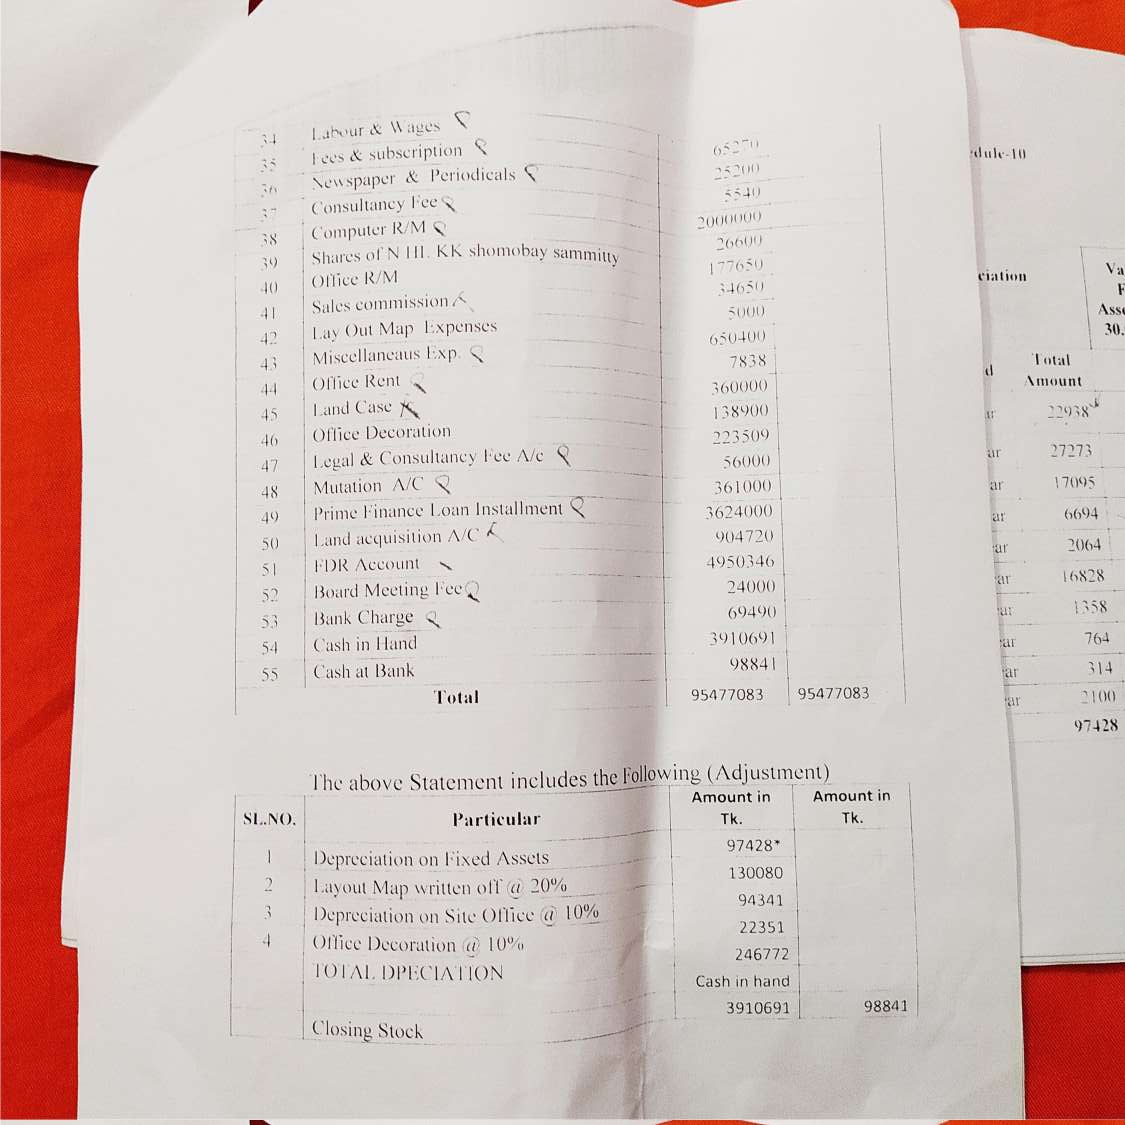 34 Labour & Wages 65270
35 Fees & subscription 25200
36 Newspaper & Periodicals 5540
37 Consultancy Fee 2000000
38 Computer R/M 26600
39 Shares of N HL KK shomobay sammitty 177650
40 Office R/M 34650
41 Sales commission 5000
42 Lay Out Map Expenses 650400
43 Miscellaneaus Exp. 7838
44 Office Rent 360000
45 Land Case 138900
46 Office Decoration 223509
47 Legal & Consultancy Fee A/c 56000
48 Mutation A/C 361000
49 Prime Finance Loan Installment 3624000
50 Land acquisition A/C 904720
51 FDR Account 4950346
52 Board Meeting Fee 24000
53 Bank Charge 69490
54 Cash in Hand 3910691
55 Cash at Bank 98841
Total 95477083 95477083
The above Statement includes the Following (Adjustment)
SL.NO. Particular Amount in Tk. Amount in Tk.
1 Depreciation on Fixed Assets 97428*
2 Layout Map written off @ 20% 130080
3 Depreciation on Site Office @ 10% 94341
4 Office Decoration @ 10% 22351
TOTAL DPECIATION 246772
Cash in hand
Closing Stock 3910691 98841
dule-10
ciation
Va
F
Asse
30.
d Total
Amount
ar 22938
ar 27273
ar 17095
ar 6694
ar 2064
ar 16828
ar 1358
ar 764
ar 314
ar 2100
97428